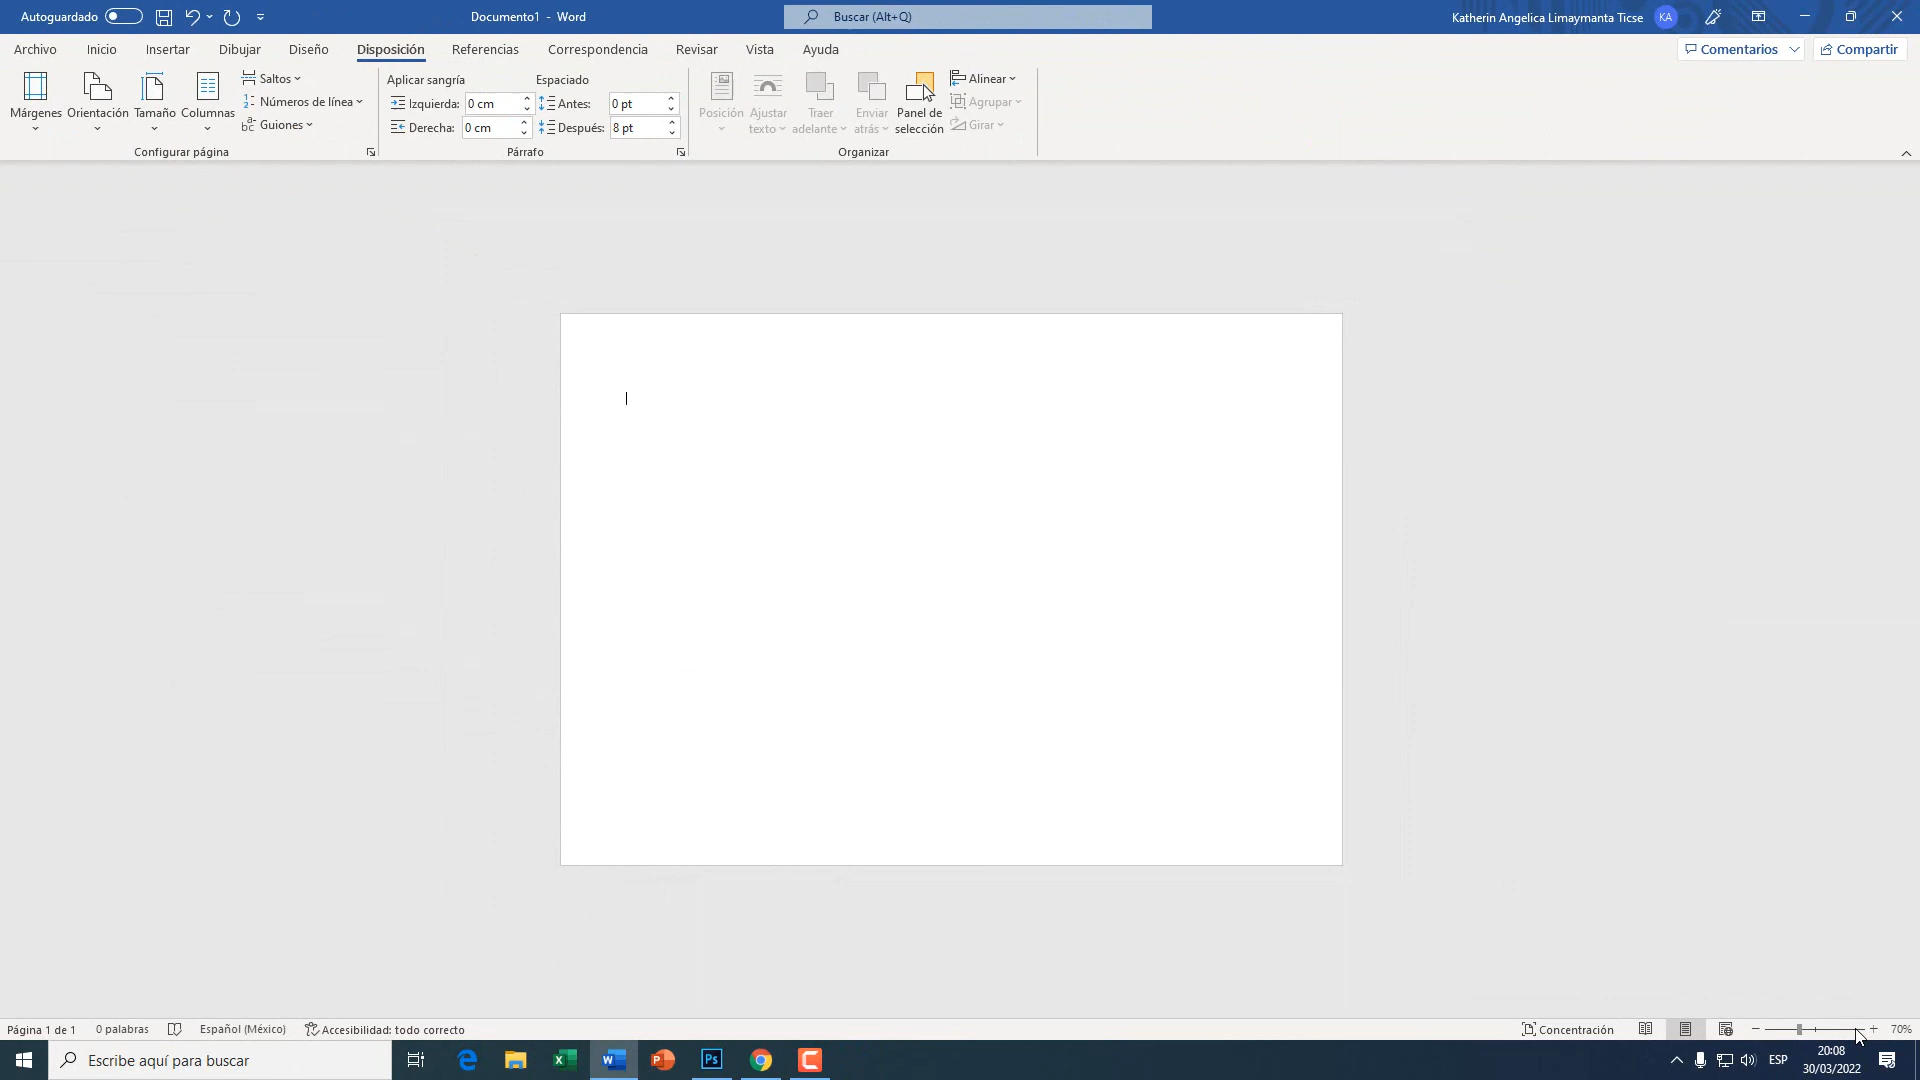 Autoguardado
Documento1 - Word
Buscar (Alt+Q)
Katherin Angelica Limaymanta Ticse
KA
Archivo
Inicio
Insertar
Dibujar
Diseño
Disposición
Referencias
Correspondencia
Revisar
Vista
Ayuda
Comentarios
Compartir
Márgenes
Orientación
Tamaño
Columnas
Saltos
Números de línea
Guiones
Configurar página
Aplicar sangría
Izquierda: 0 cm
Derecha: 0 cm
Espaciado
Antes: 0 pt
Después: 8 pt
Párrafo
Posición
Ajustar
texto
Traer
adelante
Enviar
atrás
Panel de
selección
Alinear
Agrupar
Girar
Organizar
Página 1 de 1
0 palabras
Español (México)
Accesibilidad: todo correcto
Concentración
70%
Escribe aquí para buscar
Ps
ESP
20:08
30/03/2022